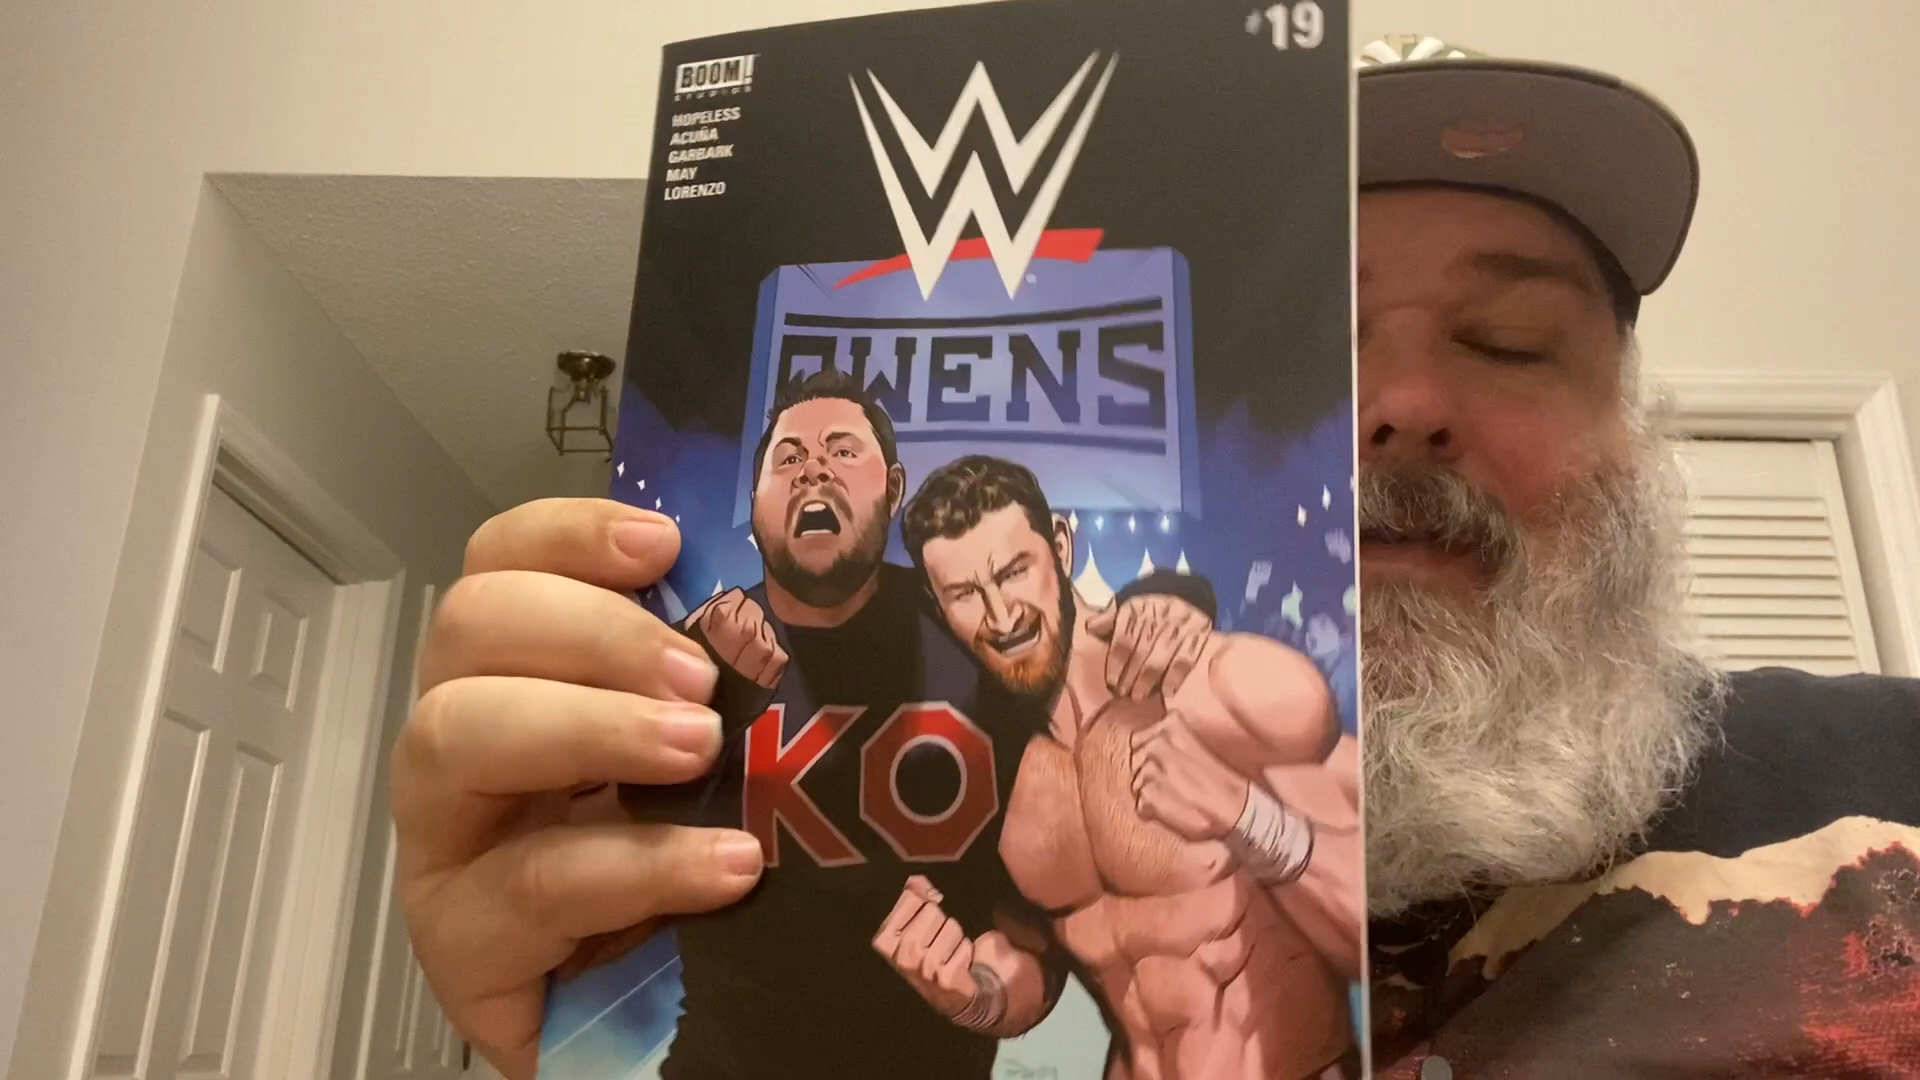 #19
BOOM!
STUDIOS
HOPELESS
ACUÑA
GARBARK
MAY
LORENZO
W
OWENS
KO